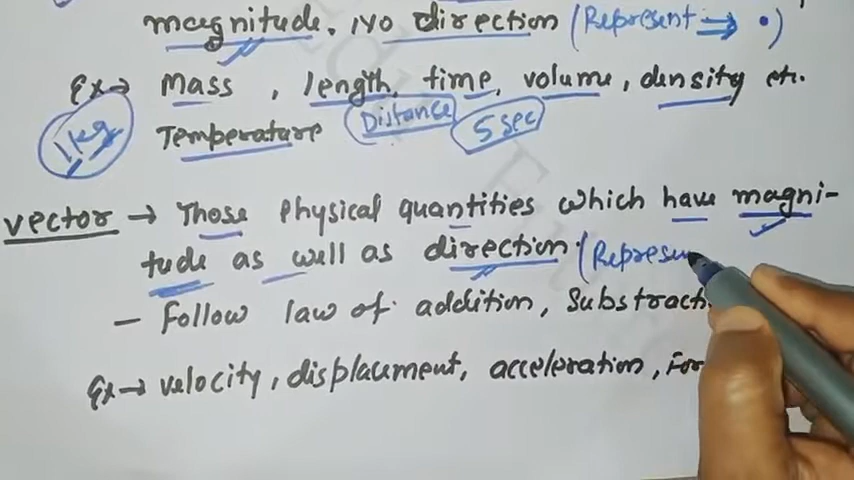 magnitude. No direction (Represent ⇒ •)
Ex→ Mass, length, time, volume, density etc.
1kg Temperature (Distance) 5 sec
vector → Those physical quantities which have magni-
tude as well as direction. (Represen
— Follow law of addition, Substract
Ex→ velocity, displacement, acceleration, For